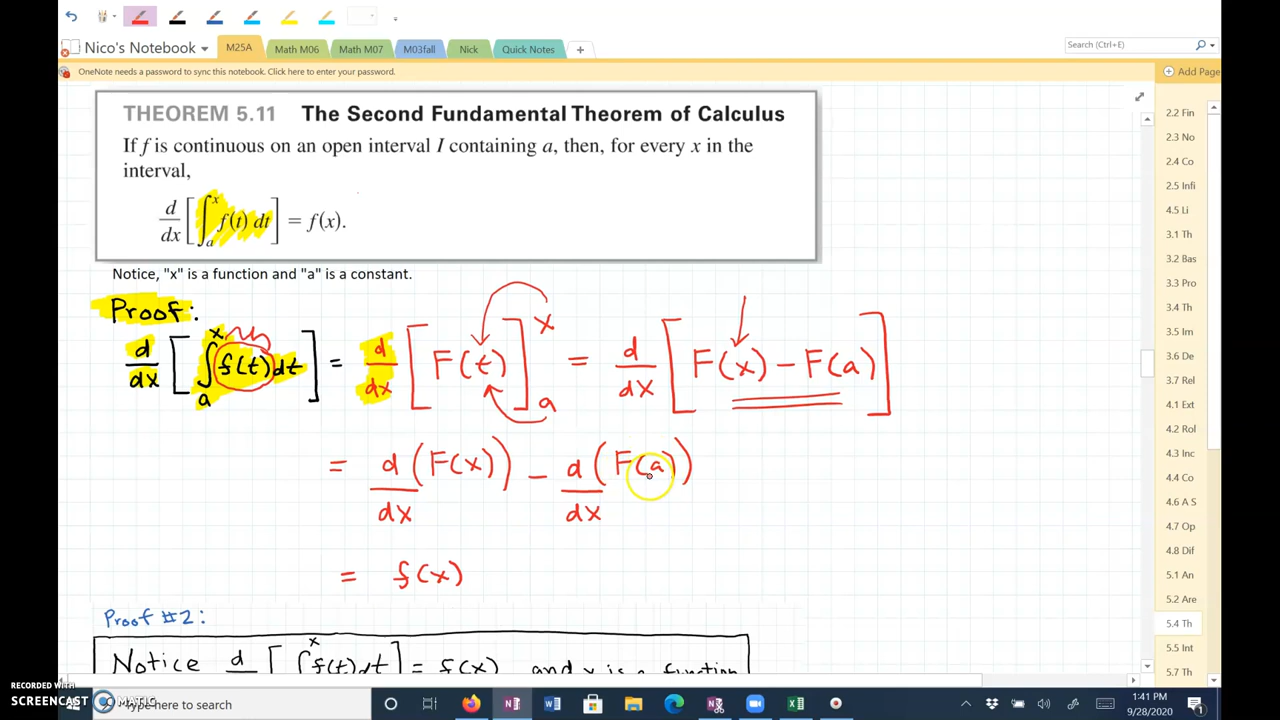 Nico's Notebook
M25A
Math M06
Math M07
M03fall
Nick
Quick Notes
Search (Ctrl+E)
OneNote needs a password to sync this notebook. Click here to enter your password.
Add Page
THEOREM 5.11 The Second Fundamental Theorem of Calculus
If f is continuous on an open interval I containing a, then, for every x in the
interval,
d/dx [∫_a^x f(t) dt] = f(x).
Notice, "x" is a function and "a" is a constant.
Proof:
d/dx [∫_a^x f(t) dt] = d/dx [F(t)]_a^x = d/dx [F(x) − F(a)]
= d/dx (F(x)) − d/dx (F(a))
= f(x)
Proof #2:
Notice d/dx [∫ ^x f(t) dt] = f(x) and x is a function
2.2 Fin
2.3 No
2.4 Co
2.5 Infi
4.5 Li
3.1 Th
3.2 Bas
3.3 Pro
3.4 Th
3.5 Im
3.6 De
3.7 Rel
4.1 Ext
4.2 Rol
4.3 Inc
4.4 Co
4.6 A S
4.7 Op
4.8 Dif
5.1 An
5.2 Are
5.4 Th
5.5 Int
5.7 Th
RECORDED WITH
SCREENCAST MATIC
Type here to search
1:41 PM
9/28/2020